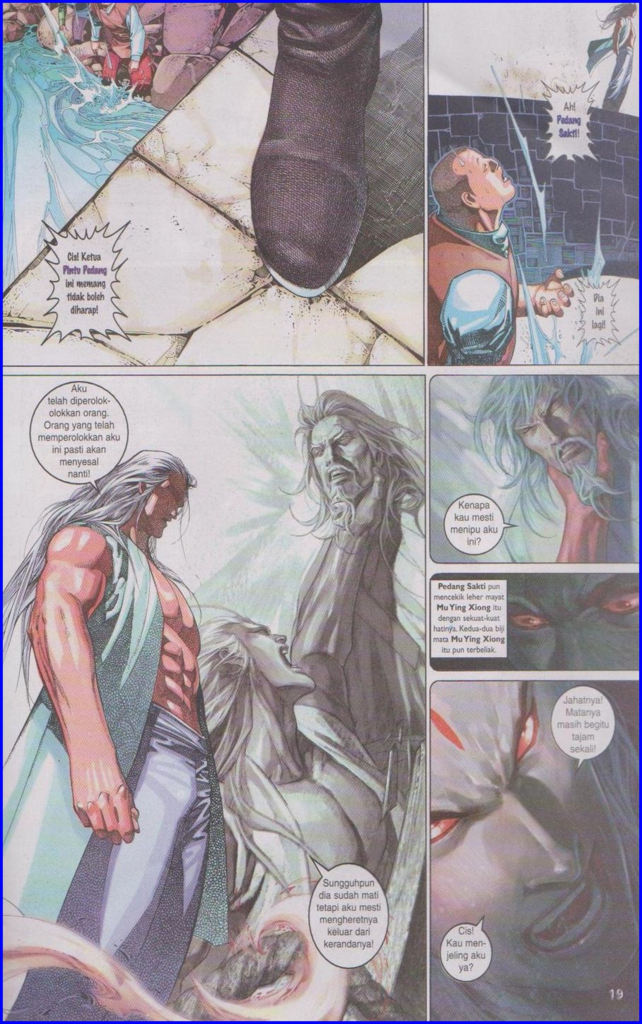 Cis! Ketua
Pintu Pedang
ini memang
tidak boleh
diharap!
Ah!
Pedang
Sakti!
Dia
ini
lagi!
Aku
telah diperolok-
olokkan orang.
Orang yang telah
memperolokkan aku
ini pasti akan
menyesal
nanti!
Sungguhpun
dia sudah mati
tetapi aku mesti
mengheretnya
keluar dari
kerandanya!
Kenapa
kau mesti
menipu aku
ini?
Pedang Sakti pun
mencekik leher mayat
Mu Ying Xiong itu
dengan sekuat-kuat
hatinya. Kedua-dua biji
mata Mu Ying Xiong
itu pun terbeliak.
Jahatnya!
Matanya
masih begitu
tajam
sekali!
Cis!
Kau men-
jeling aku
ya?
19